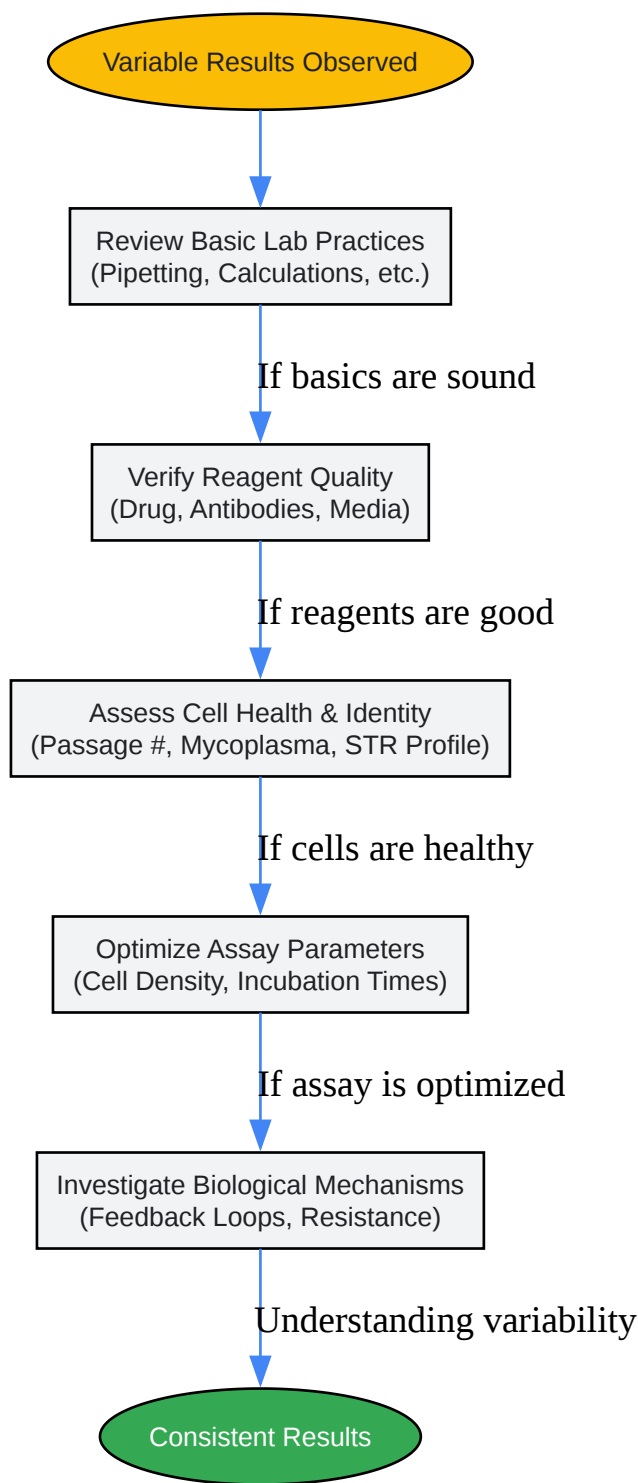 Variable Results Observed
Review Basic Lab Practices
(Pipetting, Calculations, etc.)
If basics are sound
Verify Reagent Quality
(Drug, Antibodies, Media)
If reagents are good
Assess Cell Health & Identity
(Passage #, Mycoplasma, STR Profile)
If cells are healthy
Optimize Assay Parameters
(Cell Density, Incubation Times)
If assay is optimized
Investigate Biological Mechanisms
(Feedback Loops, Resistance)
Understanding variability
Consistent Results